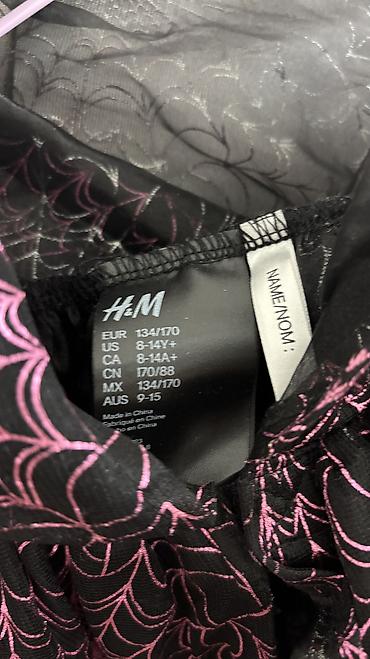 H&M
EUR 134/170
US 8-14Y+
CA 8-14A+
CN 170/88
MX 134/170
AUS 9-15
Made in China
Fabriqué en Chine
en China
NAME/NOM :